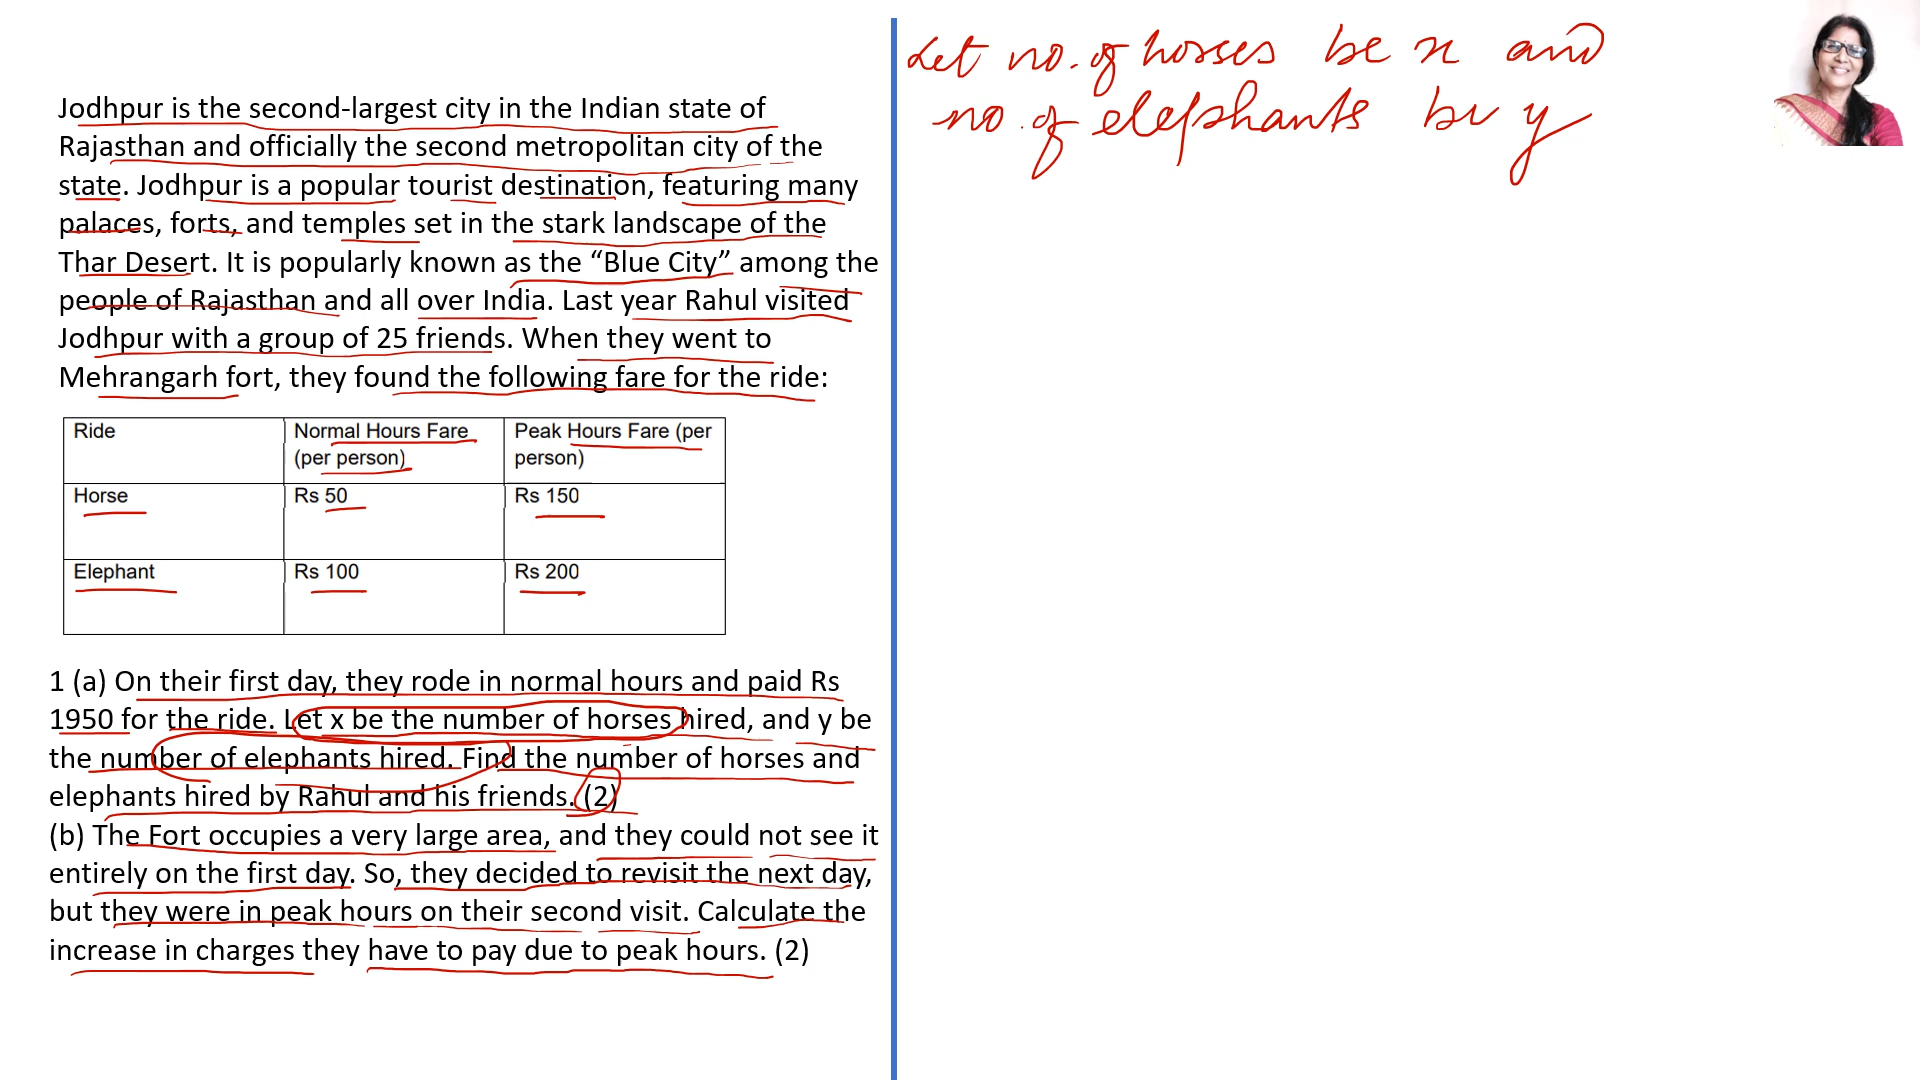 Jodhpur is the second-largest city in the Indian state of
Rajasthan and officially the second metropolitan city of the
state. Jodhpur is a popular tourist destination, featuring many
palaces, forts, and temples set in the stark landscape of the
Thar Desert. It is popularly known as the “Blue City” among the
people of Rajasthan and all over India. Last year Rahul visited
Jodhpur with a group of 25 friends. When they went to
Mehrangarh fort, they found the following fare for the ride:
Ride Normal Hours Fare (per person) Peak Hours Fare (per person)
Horse Rs 50 Rs 150
Elephant Rs 100 Rs 200
1 (a) On their first day, they rode in normal hours and paid Rs
1950 for the ride. Let x be the number of horses hired, and y be
the number of elephants hired. Find the number of horses and
elephants hired by Rahul and his friends. (2)
(b) The Fort occupies a very large area, and they could not see it
entirely on the first day. So, they decided to revisit the next day,
but they were in peak hours on their second visit. Calculate the
increase in charges they have to pay due to peak hours. (2)
Let no. of horses be x and
no. of elephants be y